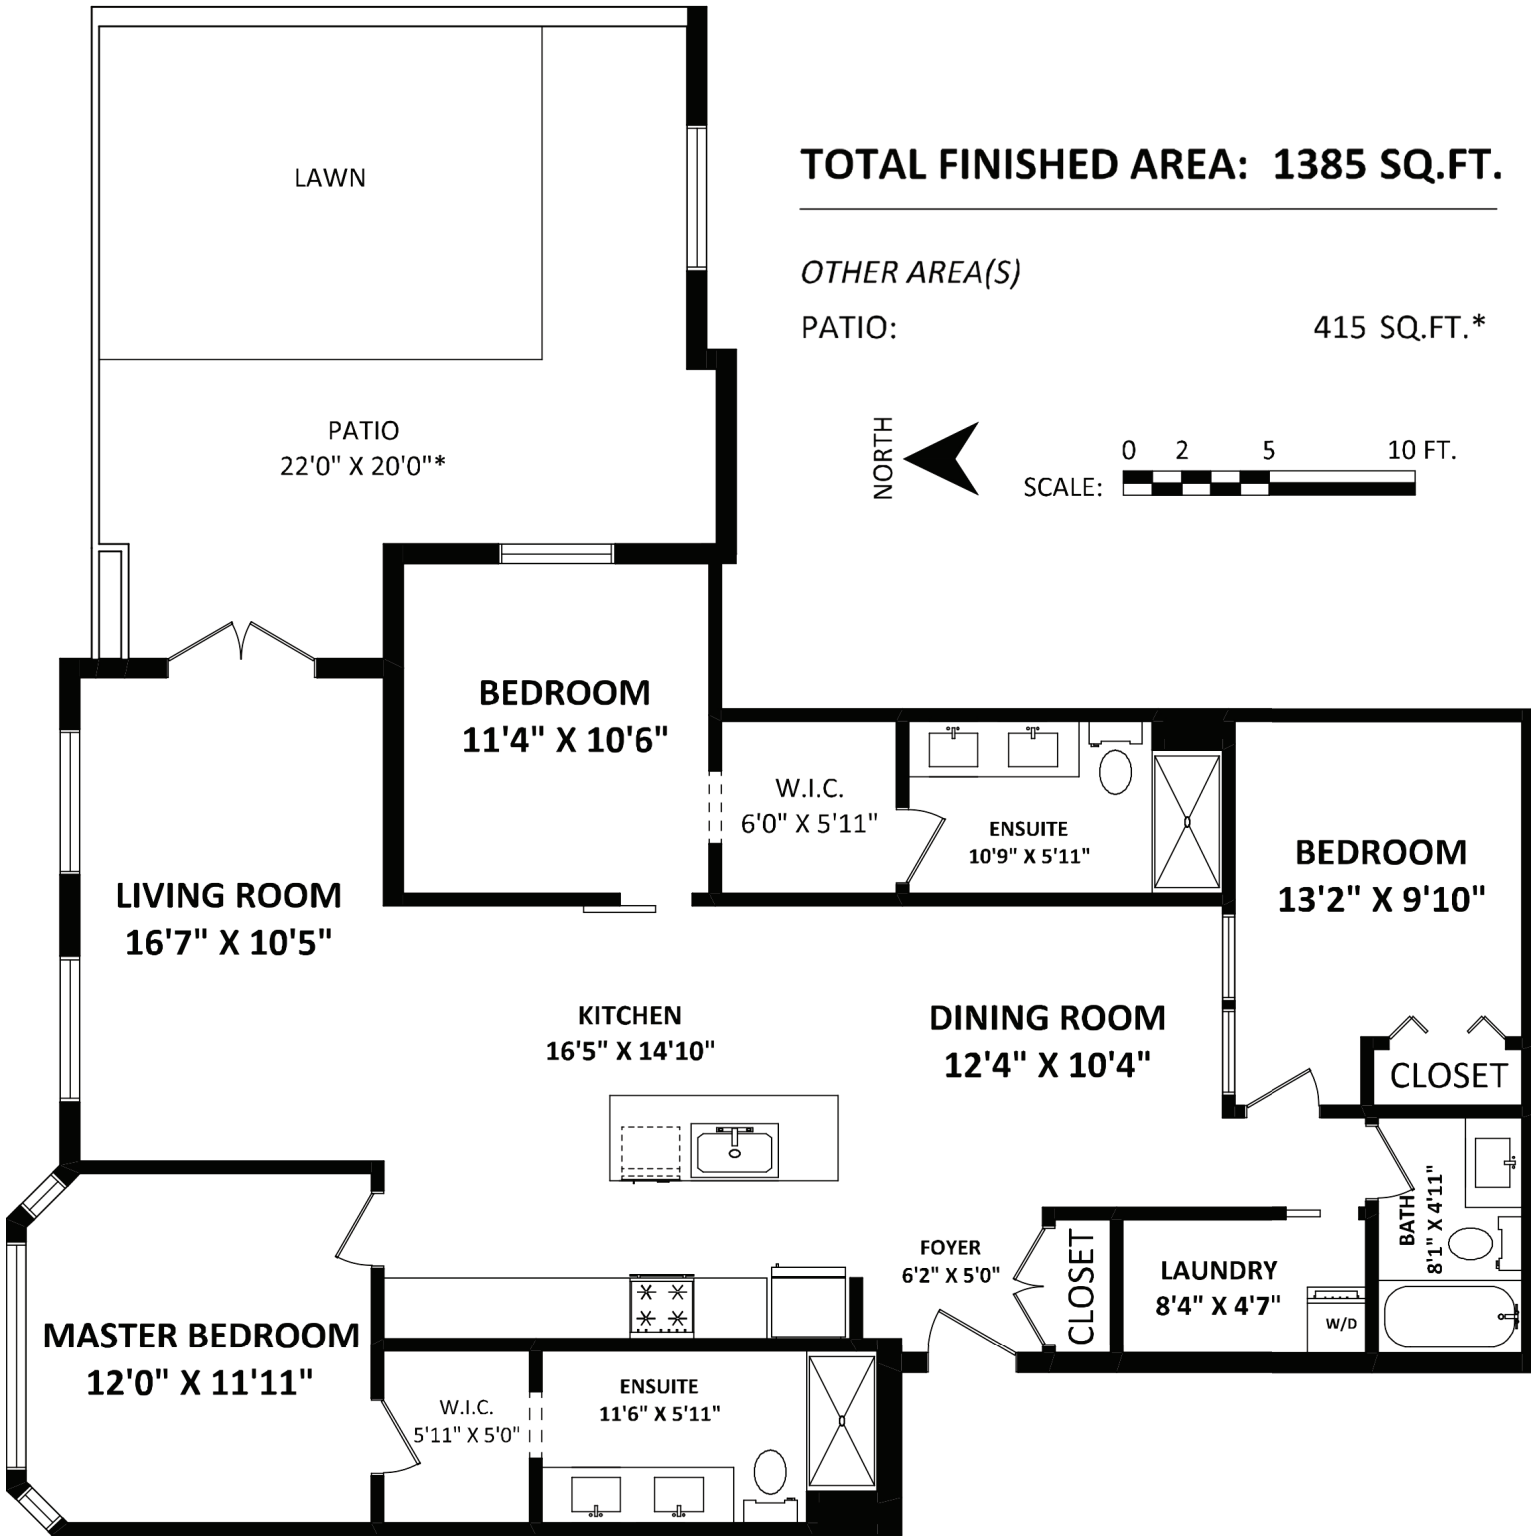 LAWN
TOTAL FINISHED AREA: 1385 SQ.FT.
OTHER AREA(S)
PATIO: 415 SQ.FT.*
NORTH
SCALE:
0 2 5 10 FT.
PATIO
22'0" X 20'0"*
BEDROOM
11'4" X 10'6"
W.I.C.
6'0" X 5'11"
ENSUITE
10'9" X 5'11"
BEDROOM
13'2" X 9'10"
LIVING ROOM
16'7" X 10'5"
KITCHEN
16'5" X 14'10"
DINING ROOM
12'4" X 10'4"
CLOSET
BATH
8'1" X 4'11"
FOYER
6'2" X 5'0"
CLOSET
LAUNDRY
8'4" X 4'7"
W/D
MASTER BEDROOM
12'0" X 11'11"
W.I.C.
5'11" X 5'0"
ENSUITE
11'6" X 5'11"